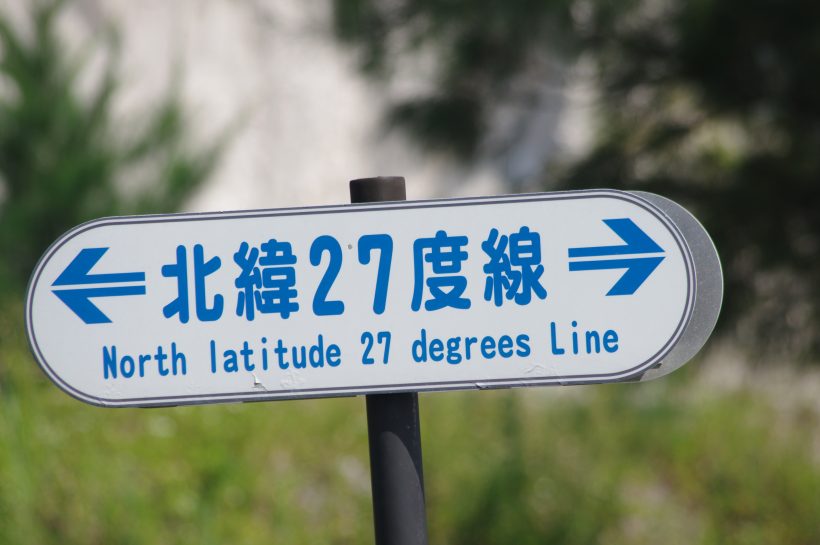 北緯27度線
North latitude 27 degrees Line